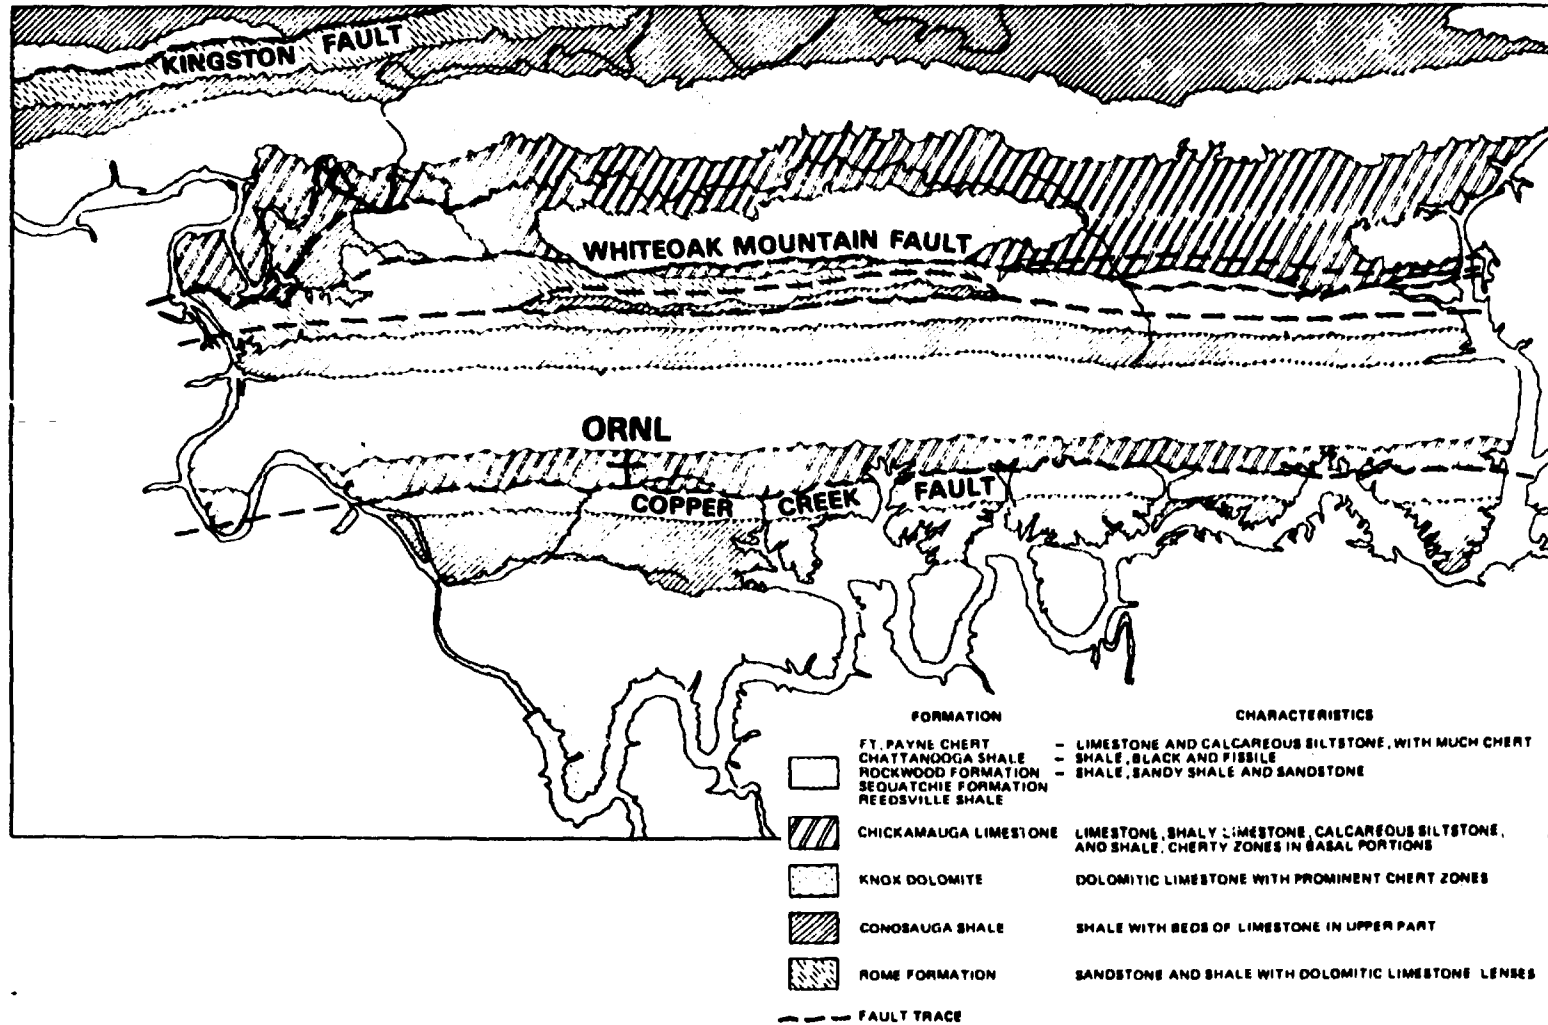 KINGSTON FAULT
WHITEOAK MOUNTAIN FAULT
ORNL
COPPER CREEK FAULT
FORMATION CHARACTERISTICS
FT. PAYNE CHERT – LIMESTONE AND CALCAREOUS SILTSTONE, WITH MUCH CHERT
CHATTANOOGA SHALE – SHALE, BLACK AND FISSILE
ROCKWOOD FORMATION – SHALE, SANDY SHALE AND SANDSTONE
SEQUATCHIE FORMATION
REEDSVILLE SHALE
CHICKAMAUGA LIMESTONE LIMESTONE, SHALY LIMESTONE, CALCAREOUS SILTSTONE,
AND SHALE, CHERTY ZONES IN BASAL PORTIONS
KNOX DOLOMITE DOLOMITIC LIMESTONE WITH PROMINENT CHERT ZONES
CONOSAUGA SHALE SHALE WITH BEDS OF LIMESTONE IN UPPER PART
ROME FORMATION SANDSTONE AND SHALE WITH DOLOMITIC LIMESTONE LENSES
FAULT TRACE